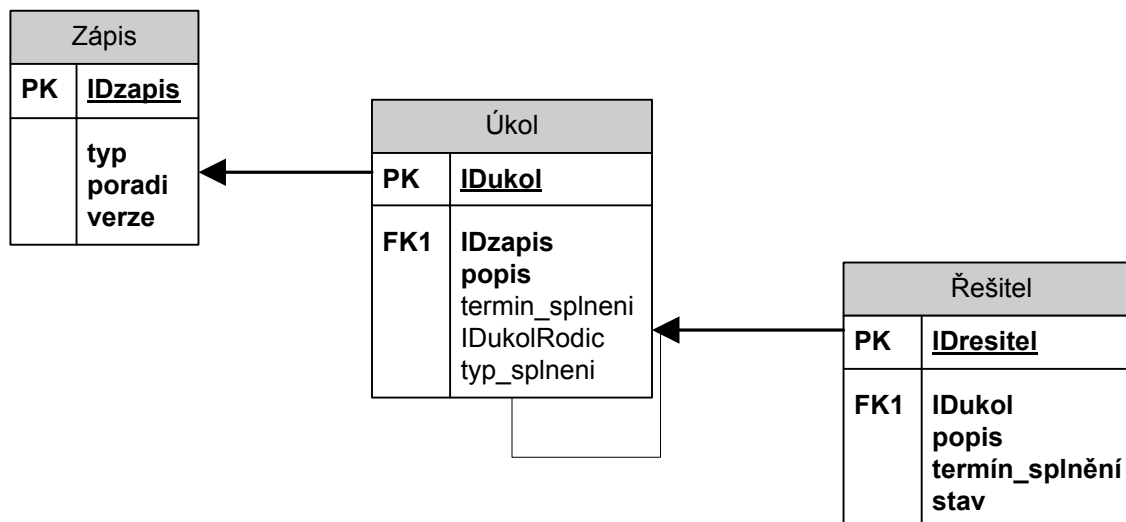 Zápis
PK IDzapis
typ
poradi
verze
Úkol
PK IDukol
FK1 IDzapis
popis
termin_splneni
IDukolRodic
typ_splneni
Řešitel
PK IDresitel
FK1 IDukol
popis
termín_splnění
stav